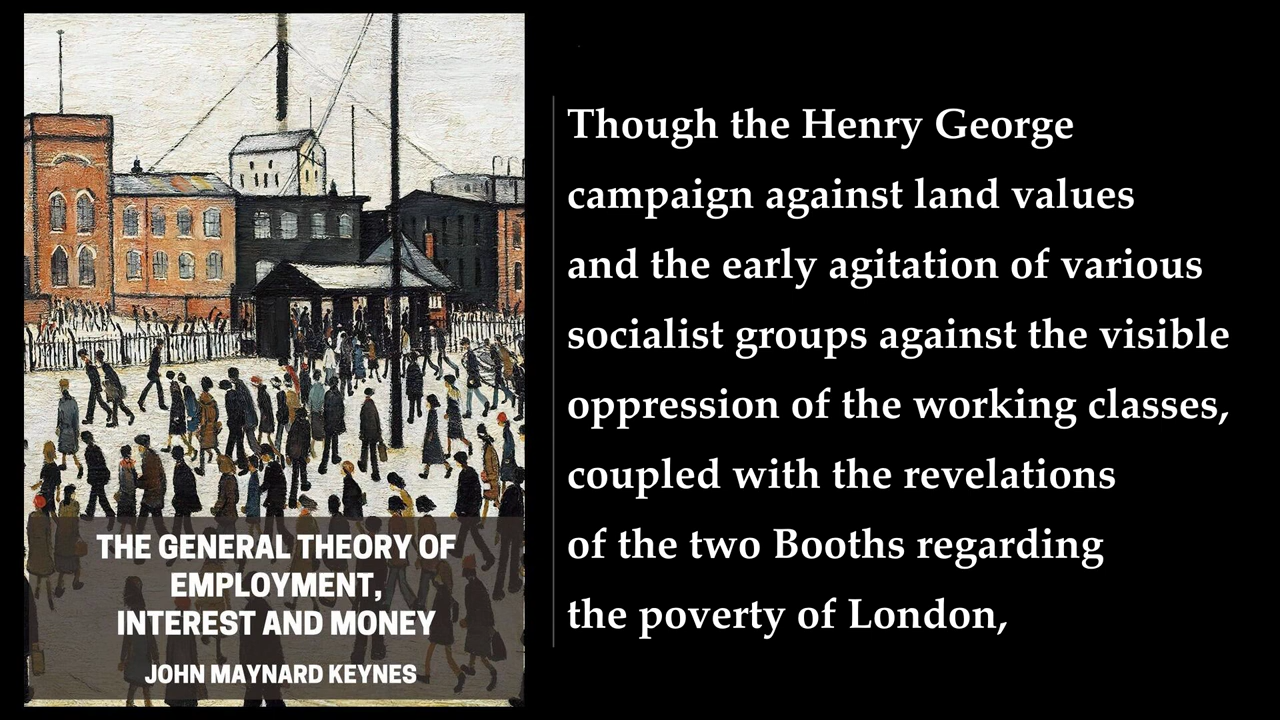 THE GENERAL THEORY OF
EMPLOYMENT,
INTEREST AND MONEY
JOHN MAYNARD KEYNES
Though the Henry George
campaign against land values
and the early agitation of various
socialist groups against the visible
oppression of the working classes,
coupled with the revelations
of the two Booths regarding
the poverty of London,